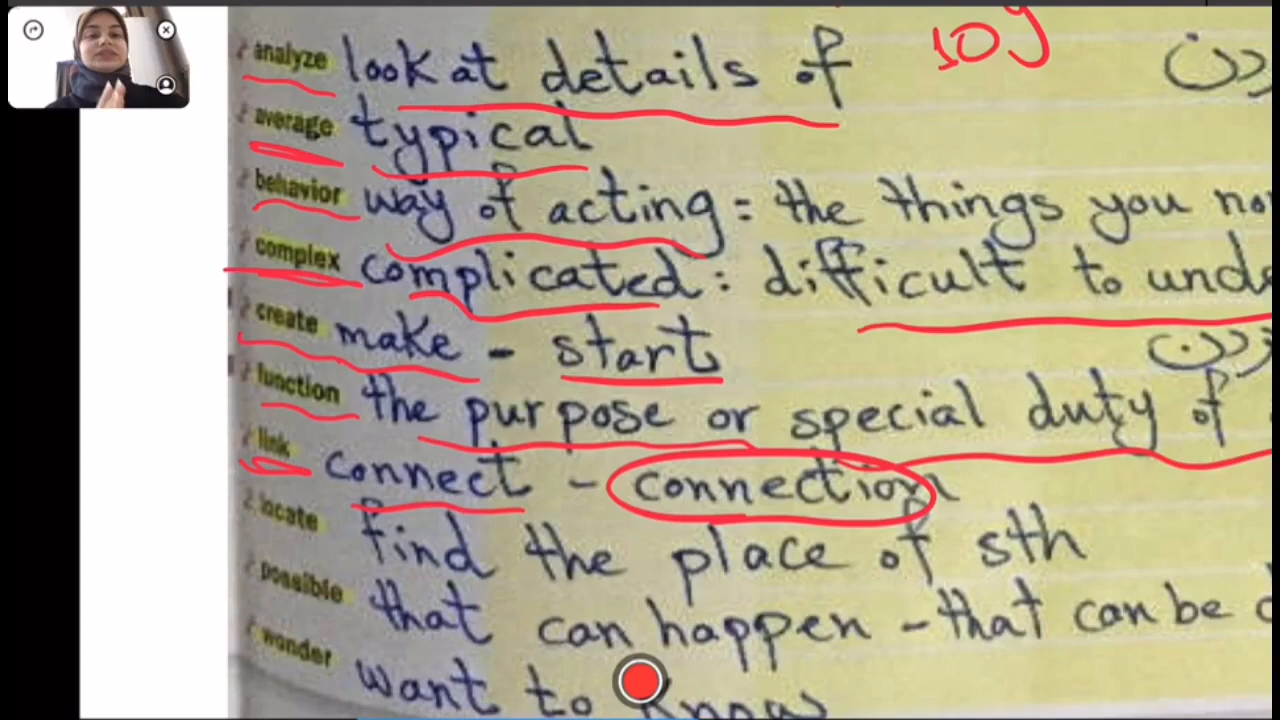 analyze look at details of
average typical
behavior way of acting = the things you
complex complicated : difficult to
create make - start
function the purpose or special duty of
link connect - connection
locate find the place of sth
possible that can happen - that can be
wonder want to know